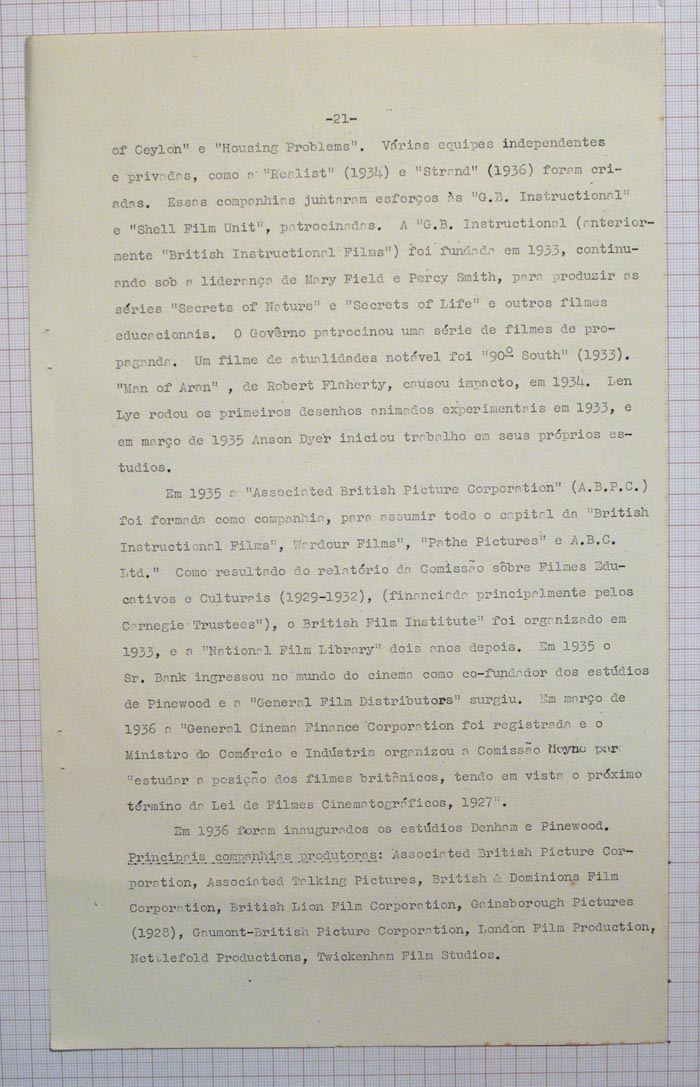 -21-
of Ceylon" e "Housing Problems". Várias equipes independentes
e privadas, como a "Realist" (1934) e "Strand" (1936) foram cri-
adas. Essas companhias juntaram esforços às "G.B. Instructional"
e "Shell Film Unit", patrocinadas. A "G.B. Instructional (anterior-
mente "British Instructional Films") foi fundada em 1933, continu-
ando sob a liderança de Mary Field e Percy Smith, para produzir as
séries "Secrets of Nature" e "Secrets of Life" e outros filmes
educacionais. O Govêrno patrocinou uma série de filmes de pro-
paganda. Um filme de atualidades notável foi "90º South" (1933).
"Man of Aran" , de Robert Flaherty, causou impacto, em 1934. Len
Lye rodou os primeiros desenhos animados experimentais em 1933, e
em março de 1935 Anson Dyer iniciou trabalho em seus próprios es-
tudios.
Em 1935 a "Associated British Picture Corporation" (A.B.P.C.)
foi formada como companhia, para assumir todo o capital da "British
Instructional Films", Wardour Films", "Pathe Pictures" e A.B.C.
Ltd." Como resultado do relatório da Comissão sôbre Filmes Edu-
cativos e Culturais (1929-1932), (financiada principalmente pelos
Carnegie Trustees"), o British Film Institute" foi organizado em
1933, e a "National Film Library" dois anos depois. Em 1935 o
Sr. Bank ingressou no mundo do cinema como co-fundador dos estúdios
de Pinewood e a "General Film Distributors" surgiu. Em março de
1936 a "General Cinema Finance Corporation foi registrada e o
Ministro do Comércio e Indústria organizou a Comissão Moyne para
"estudar a posição dos filmes britânicos, tendo em vista o próximo
término da Lei de Filmes Cinematográficos, 1927".
Em 1936 foram inaugurados os estúdios Denham e Pinewood.
Principais companhias produtoras: Associated British Picture Cor-
poration, Associated Talking Pictures, British & Dominions Film
Corporation, British Lion Film Corporation, Gainsborough Pictures
(1928), Gaumont-British Picture Corporation, London Film Production,
Nettlefold Productions, Twickenham Film Studios.